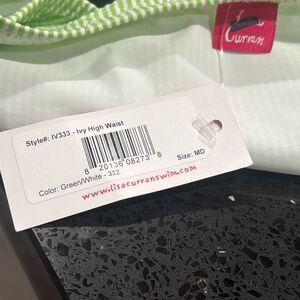 Lisa
Curran
Style#: IV333 - Ivy High Waist
8 20136 08273 8
Size: MD
Color: Green/White - 322
www.lisacurranswim.com